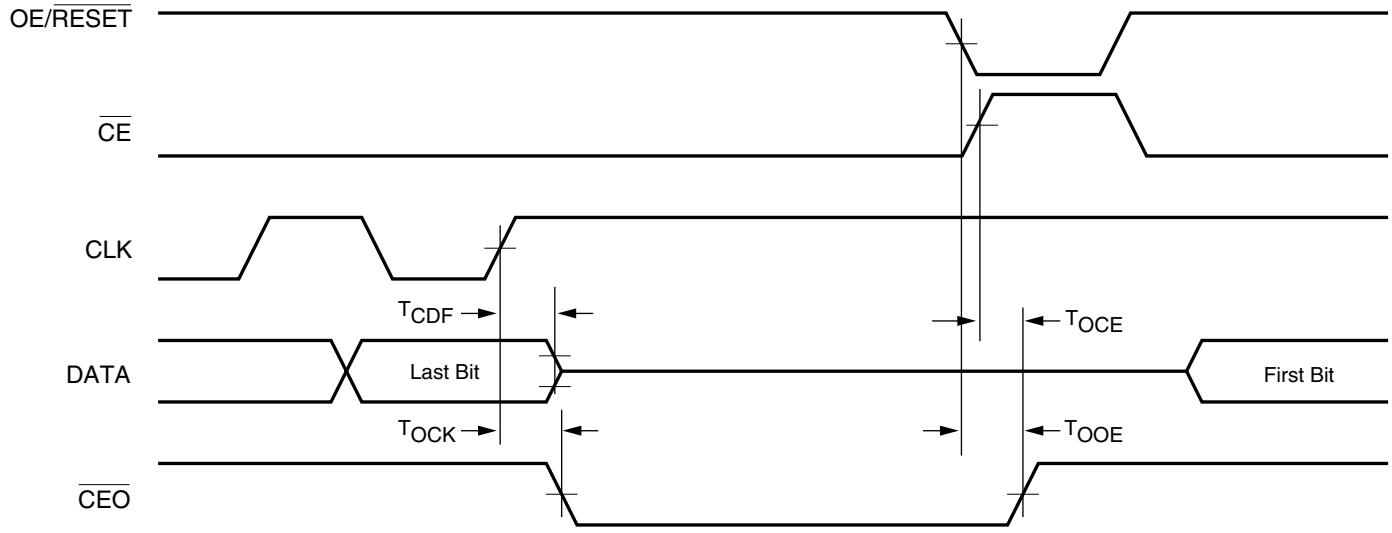 OE/RESET
CE
CLK
TCDF
TOCE
DATA
Last Bit
First Bit
TOCK
TOOE
CEO